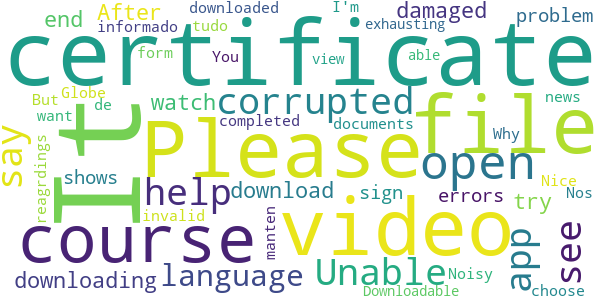 downloaded I'm damaged problem
end After informado tudo exhausting
form You view able
certificate
But Globe de watch corrupted news
want It Please file
completed documents Why
say reagrdings shows help open Nice
download sign errors try Nos
invalid manten video app see
course language Unable Noisy
downloading Downloadable choose